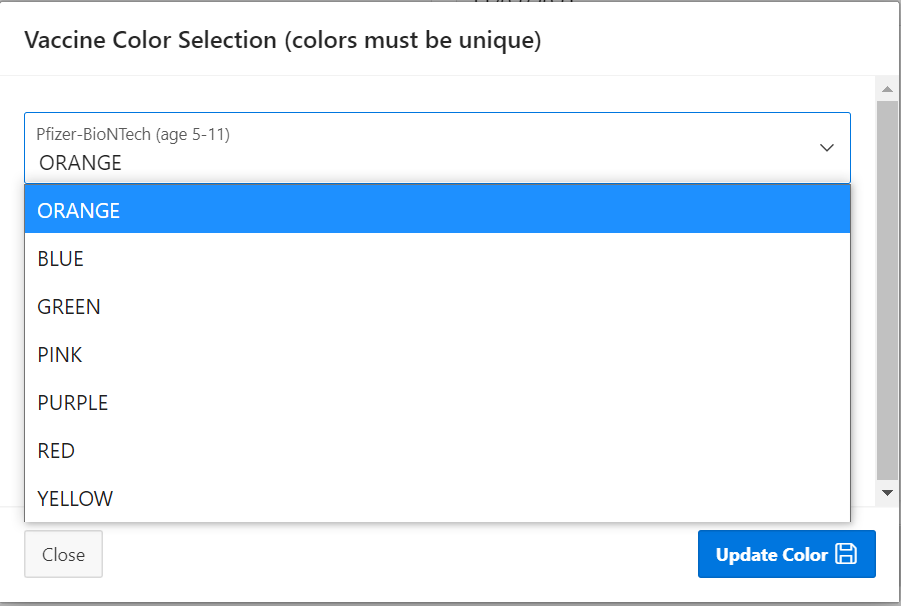 Vaccine Color Selection (colors must be unique)
Pfizer-BioNTech (age 5-11)
ORANGE
ORANGE
BLUE
GREEN
PINK
PURPLE
RED
YELLOW
Close
Update Color